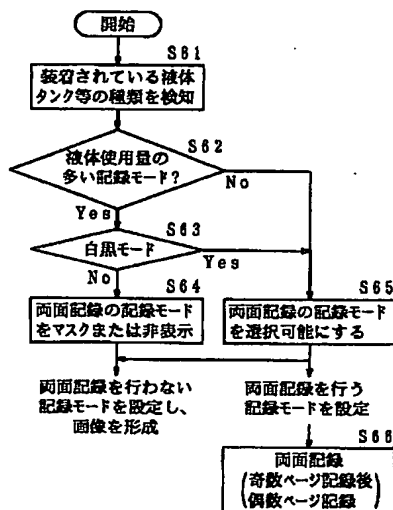 開始
S61
装着されている液体
タンク等の種類を検知
S62
液体使用量の
多い記録モード?
No
Yes
S63
白黒モード
Yes
No
S64
両面記録の記録モード
をマスクまたは非表示
S65
両面記録の記録モード
を選択可能にする
両面記録を行わない
記録モードを設定し、
画像を形成
両面記録を行う
記録モードを設定
S66
両面記録
(奇数ページ記録後
偶数ページ記録